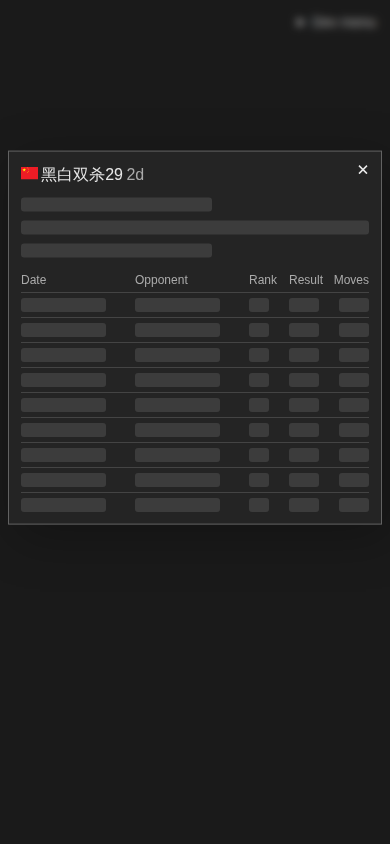 黑白双杀29 2d ×
Date Opponent Rank Result Moves